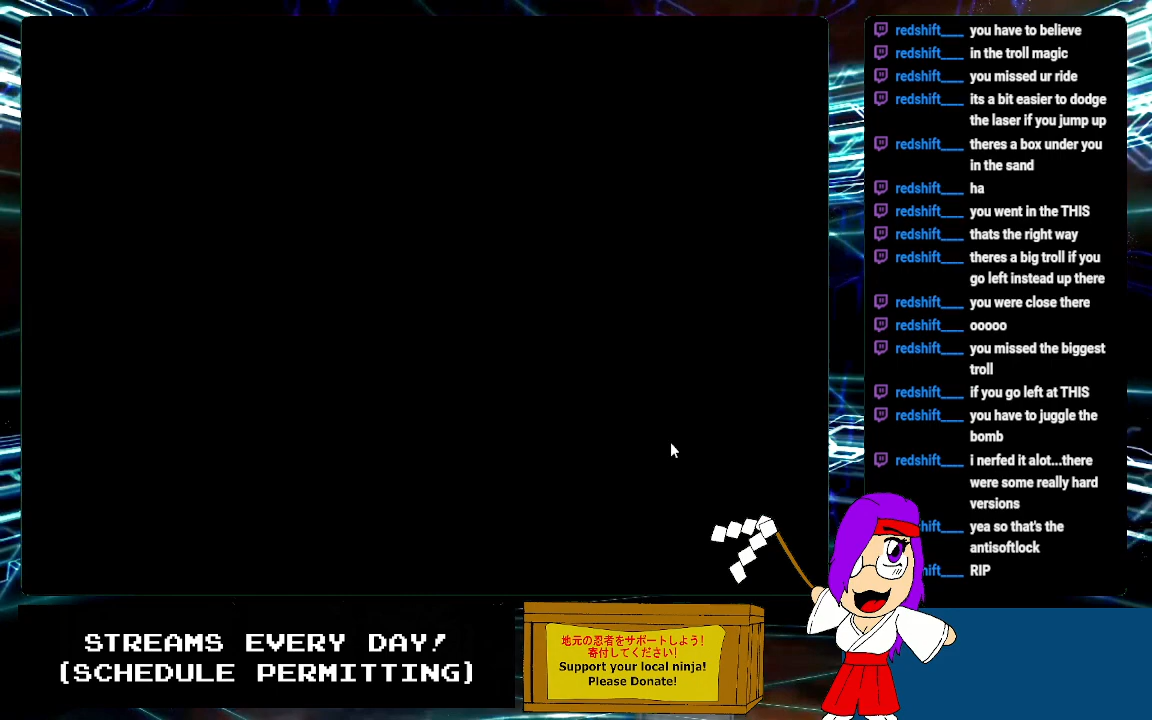 redshift___ you have to believe
redshift___ in the troll magic
redshift___ you missed ur ride
redshift___ its a bit easier to dodge
the laser if you jump up
redshift___ theres a box under you
in the sand
redshift___ ha
redshift___ you went in the THIS
redshift___ thats the right way
redshift___ theres a big troll if you
go left instead up there
redshift___ you were close there
redshift___ ooooo
redshift___ you missed the biggest
troll
redshift___ if you go left at THIS
redshift___ you have to juggle the
bomb
redshift___ i nerfed it alot...there
were some really hard
versions
hift___ yea so that's the
antisoftlock
ift___ RIP
STREAMS EVERY DAY!
(SCHEDULE PERMITTING)
地元の忍者をサポートしよう!
寄付してください!
Support your local ninja!
Please Donate!